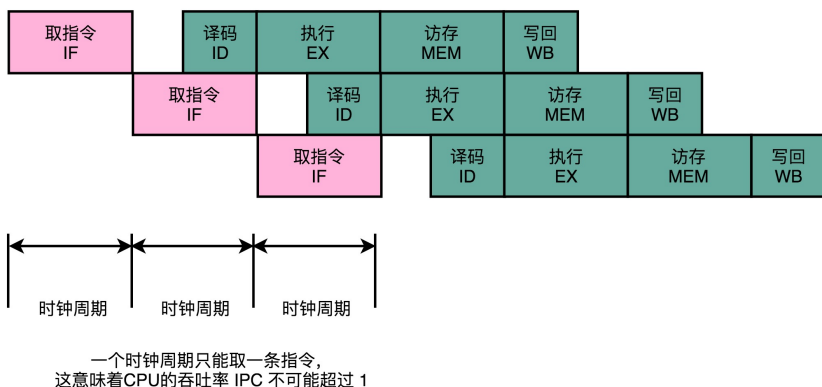 取指令
IF
译码
ID
执行
EX
访存
MEM
写回
WB
取指令
IF
译码
ID
执行
EX
访存
MEM
写回
WB
取指令
IF
译码
ID
执行
EX
访存
MEM
写回
WB
时钟周期
时钟周期
时钟周期
一个时钟周期只能取一条指令，
这意味着CPU的吞吐率 IPC 不可能超过 1